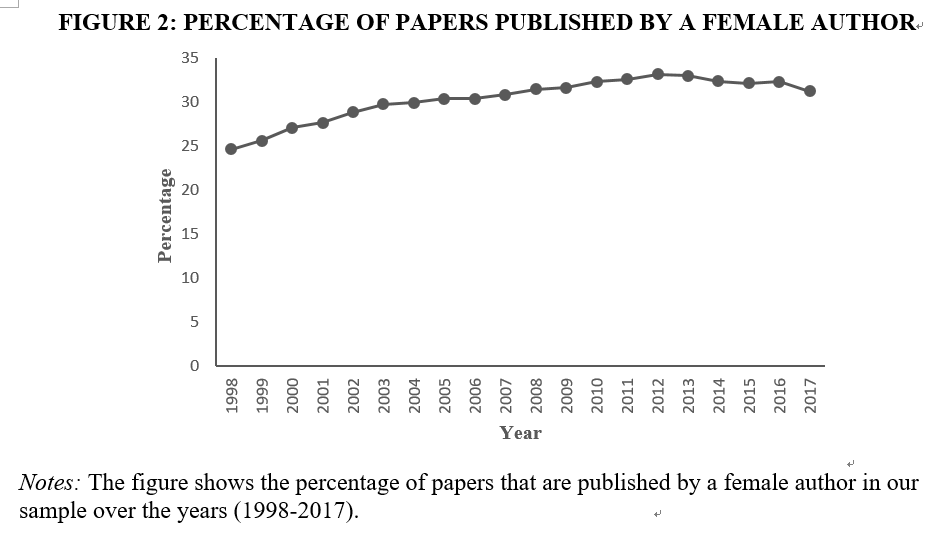 FIGURE 2: PERCENTAGE OF PAPERS PUBLISHED BY A FEMALE AUTHOR
35
30
25
20
15
10
5
0
Percentage
1998 1999 2000 2001 2002 2003 2004 2005 2006 2007 2008 2009 2010 2011 2012 2013 2014 2015 2016 2017
Year
Notes: The figure shows the percentage of papers that are published by a female author in our
sample over the years (1998-2017).